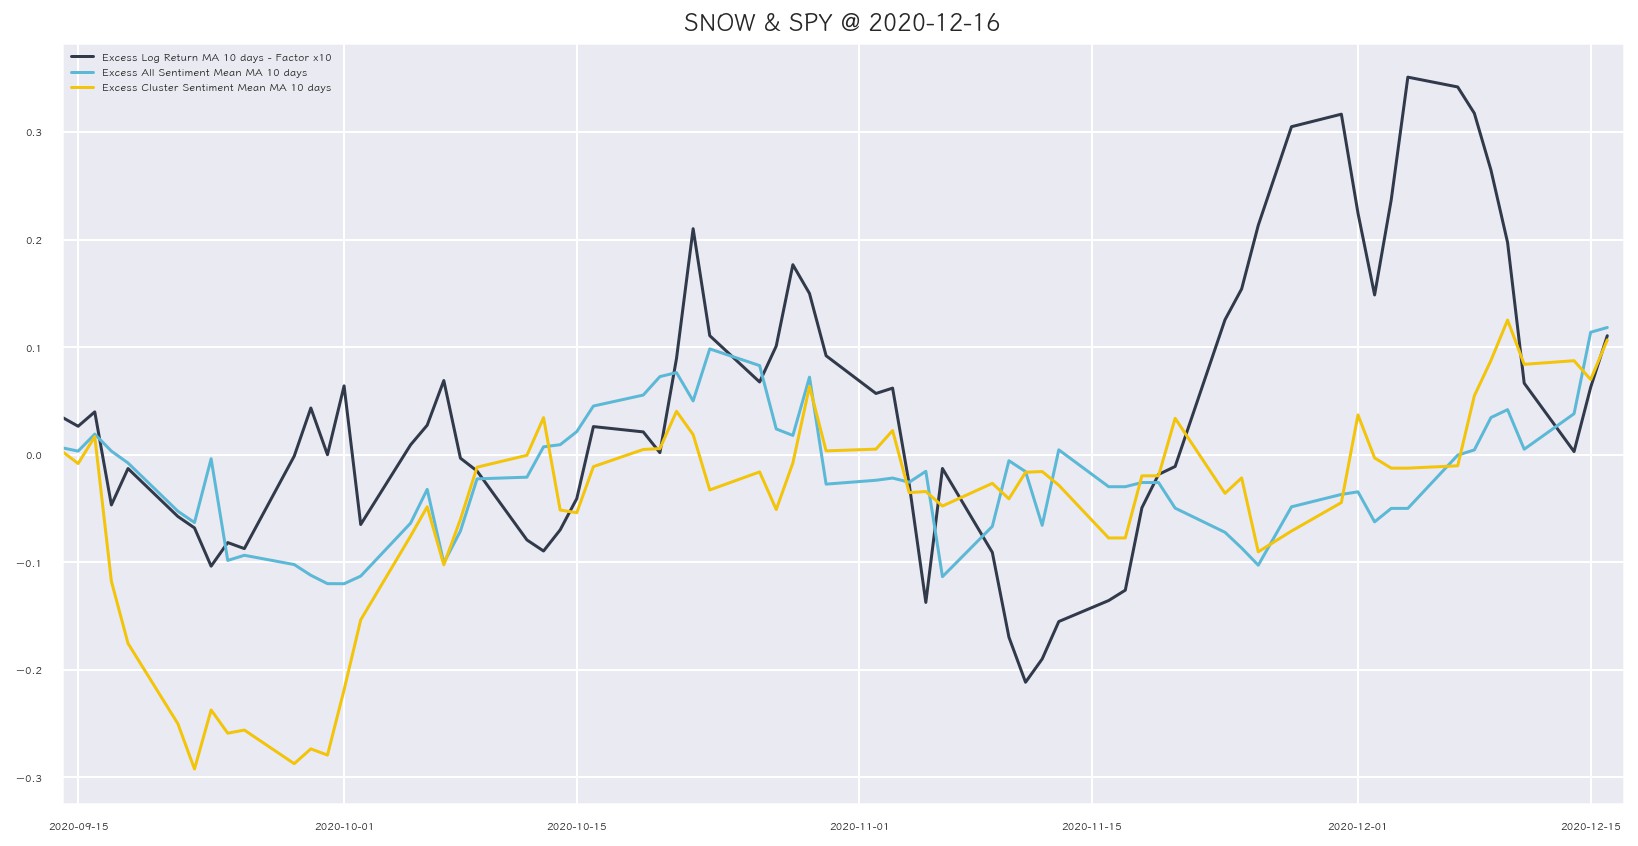 SNOW & SPY @ 2020-12-16
Excess Log Return MA 10 days - Factor x10
Excess All Sentiment Mean MA 10 days
Excess Cluster Sentiment Mean MA 10 days
0.3
0.2
0.1
0.0
−0.1
−0.2
−0.3
2020-09-15 2020-10-01 2020-10-15 2020-11-01 2020-11-15 2020-12-01 2020-12-15